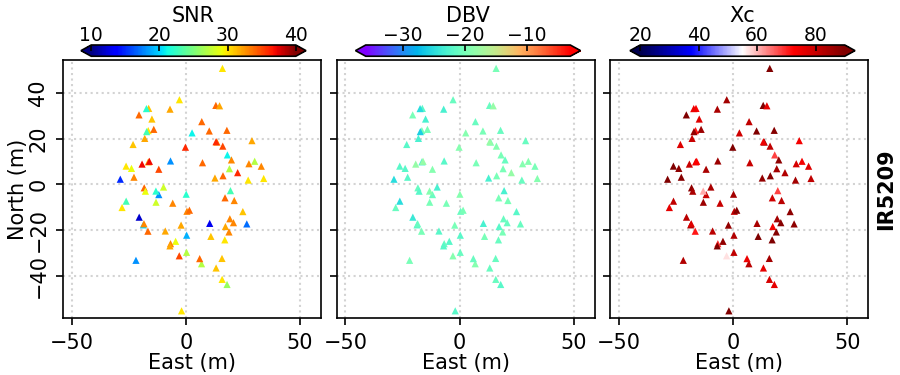 SNR
10 20 30 40
DBV
−30 −20 −10
Xc
20 40 60 80
North (m)
40
20
0
−20
−40
−50 0 50
East (m)
−50 0 50
East (m)
−50 0 50
East (m)
IR5209